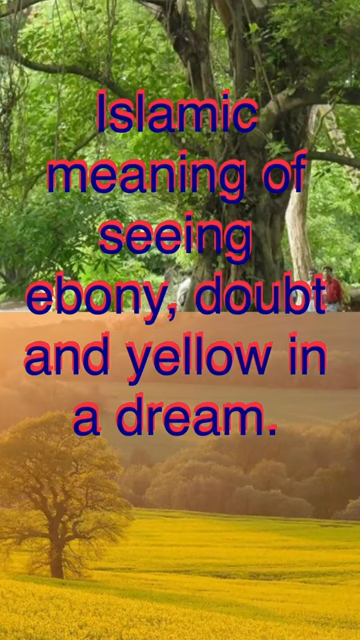 Islamic
meaning of
seeing
ebony, doubt
and yellow in
a dream.